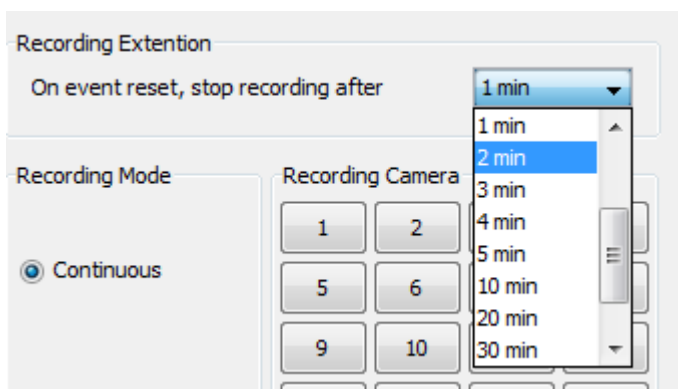 Recording Extention
On event reset, stop recording after 1 min
1 min
2 min
3 min
4 min
5 min
10 min
20 min
30 min
Recording Mode
Continuous
Recording Camera
1 2
5 6
9 10